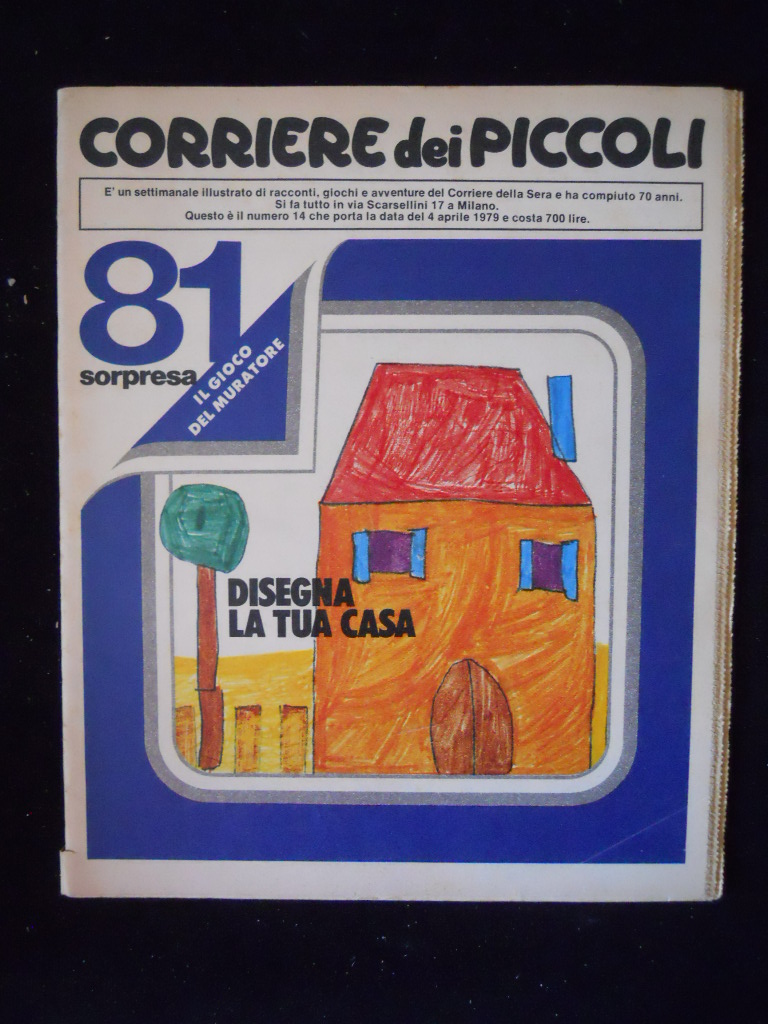 CORRIERE dei PICCOLI
E' un settimanale illustrato di racconti, giochi e avventure del Corriere della Sera e ha compiuto 70 anni.
Si fa tutto in via Scarsellini 17 a Milano.
Questo è il numero 14 che porta la data del 4 aprile 1979 e costa 700 lire.
81
sorpresa
IL GIOCO
DEL MURATORE
DISEGNA
LA TUA CASA